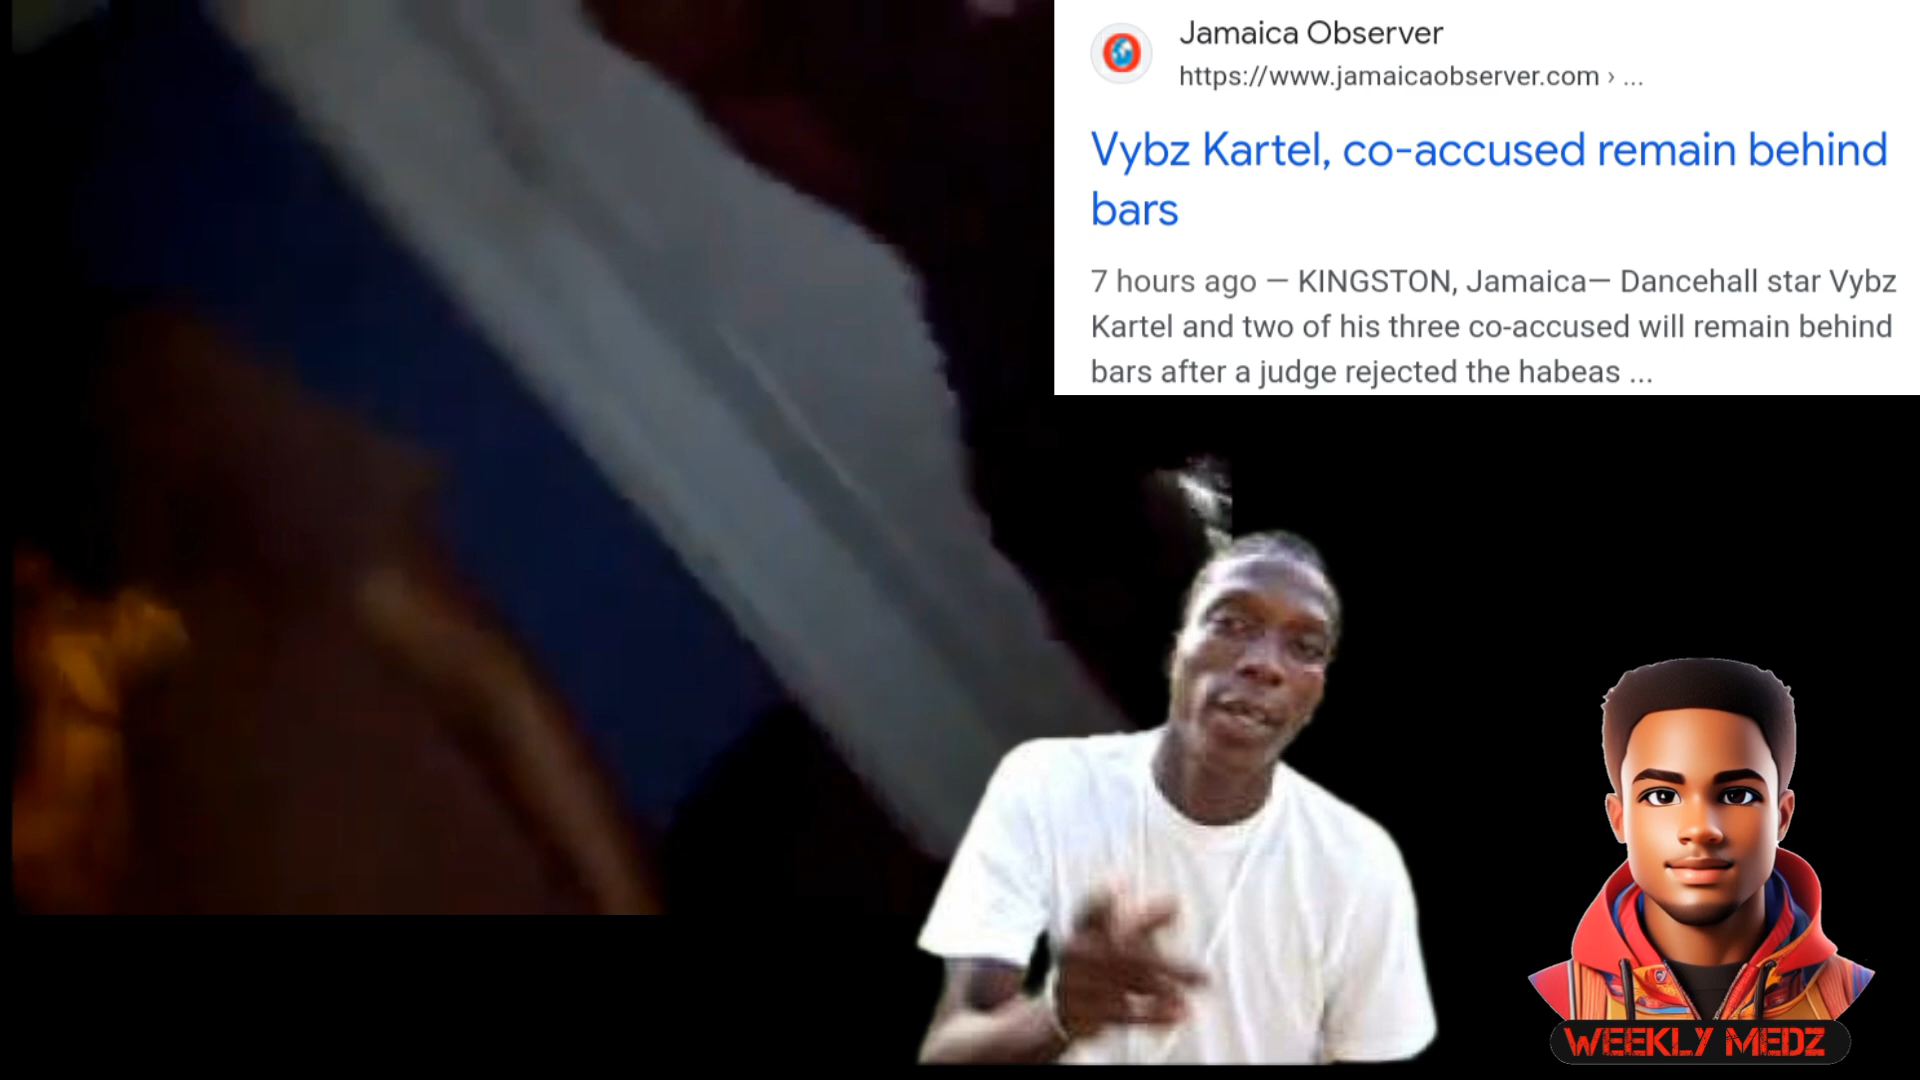 Jamaica Observer
https://www.jamaicaobserver.com › ...
Vybz Kartel, co-accused remain behind
bars
7 hours ago — KINGSTON, Jamaica— Dancehall star Vybz
Kartel and two of his three co-accused will remain behind
bars after a judge rejected the habeas ...
WEEKLY MEDZ